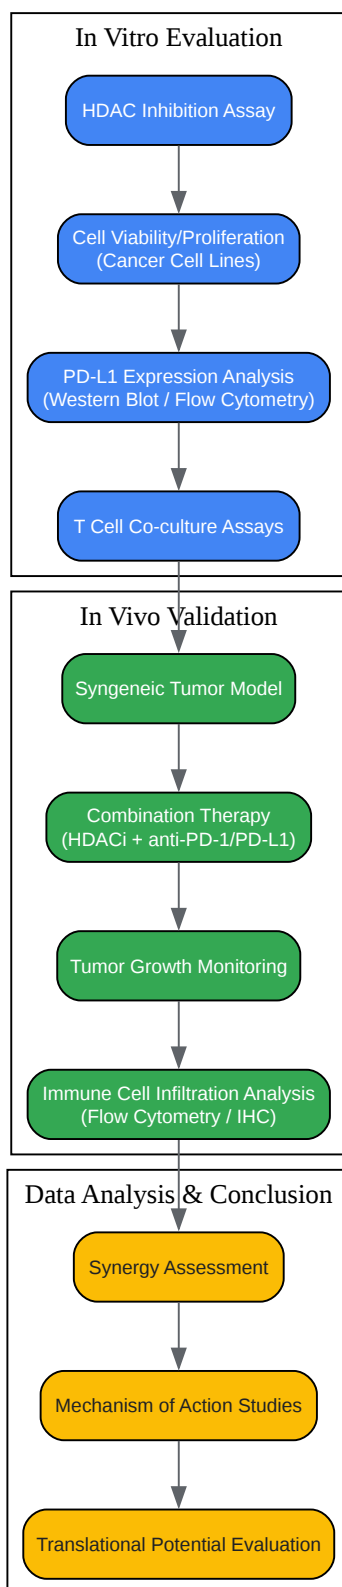 In Vitro Evaluation
HDAC Inhibition Assay
Cell Viability/Proliferation
(Cancer Cell Lines)
PD-L1 Expression Analysis
(Western Blot / Flow Cytometry)
T Cell Co-culture Assays
In Vivo Validation
Syngeneic Tumor Model
Combination Therapy
(HDACi + anti-PD-1/PD-L1)
Tumor Growth Monitoring
Immune Cell Infiltration Analysis
(Flow Cytometry / IHC)
Data Analysis & Conclusion
Synergy Assessment
Mechanism of Action Studies
Translational Potential Evaluation